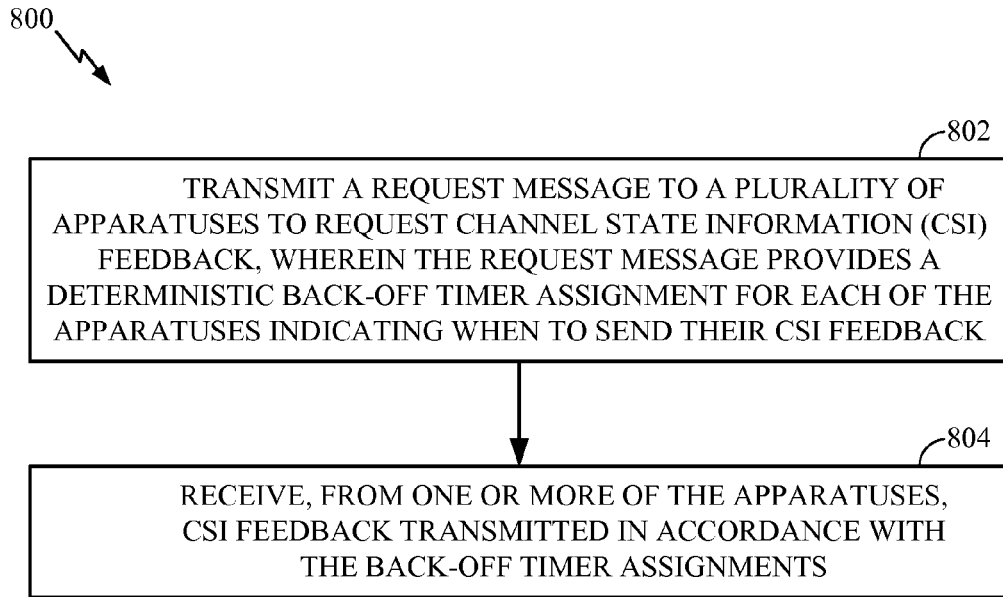 800
802
TRANSMIT A REQUEST MESSAGE TO A PLURALITY OF
APPARATUSES TO REQUEST CHANNEL STATE INFORMATION (CSI)
FEEDBACK, WHEREIN THE REQUEST MESSAGE PROVIDES A
DETERMINISTIC BACK-OFF TIMER ASSIGNMENT FOR EACH OF THE
APPARATUSES INDICATING WHEN TO SEND THEIR CSI FEEDBACK
804
RECEIVE, FROM ONE OR MORE OF THE APPARATUSES,
CSI FEEDBACK TRANSMITTED IN ACCORDANCE WITH
THE BACK-OFF TIMER ASSIGNMENTS